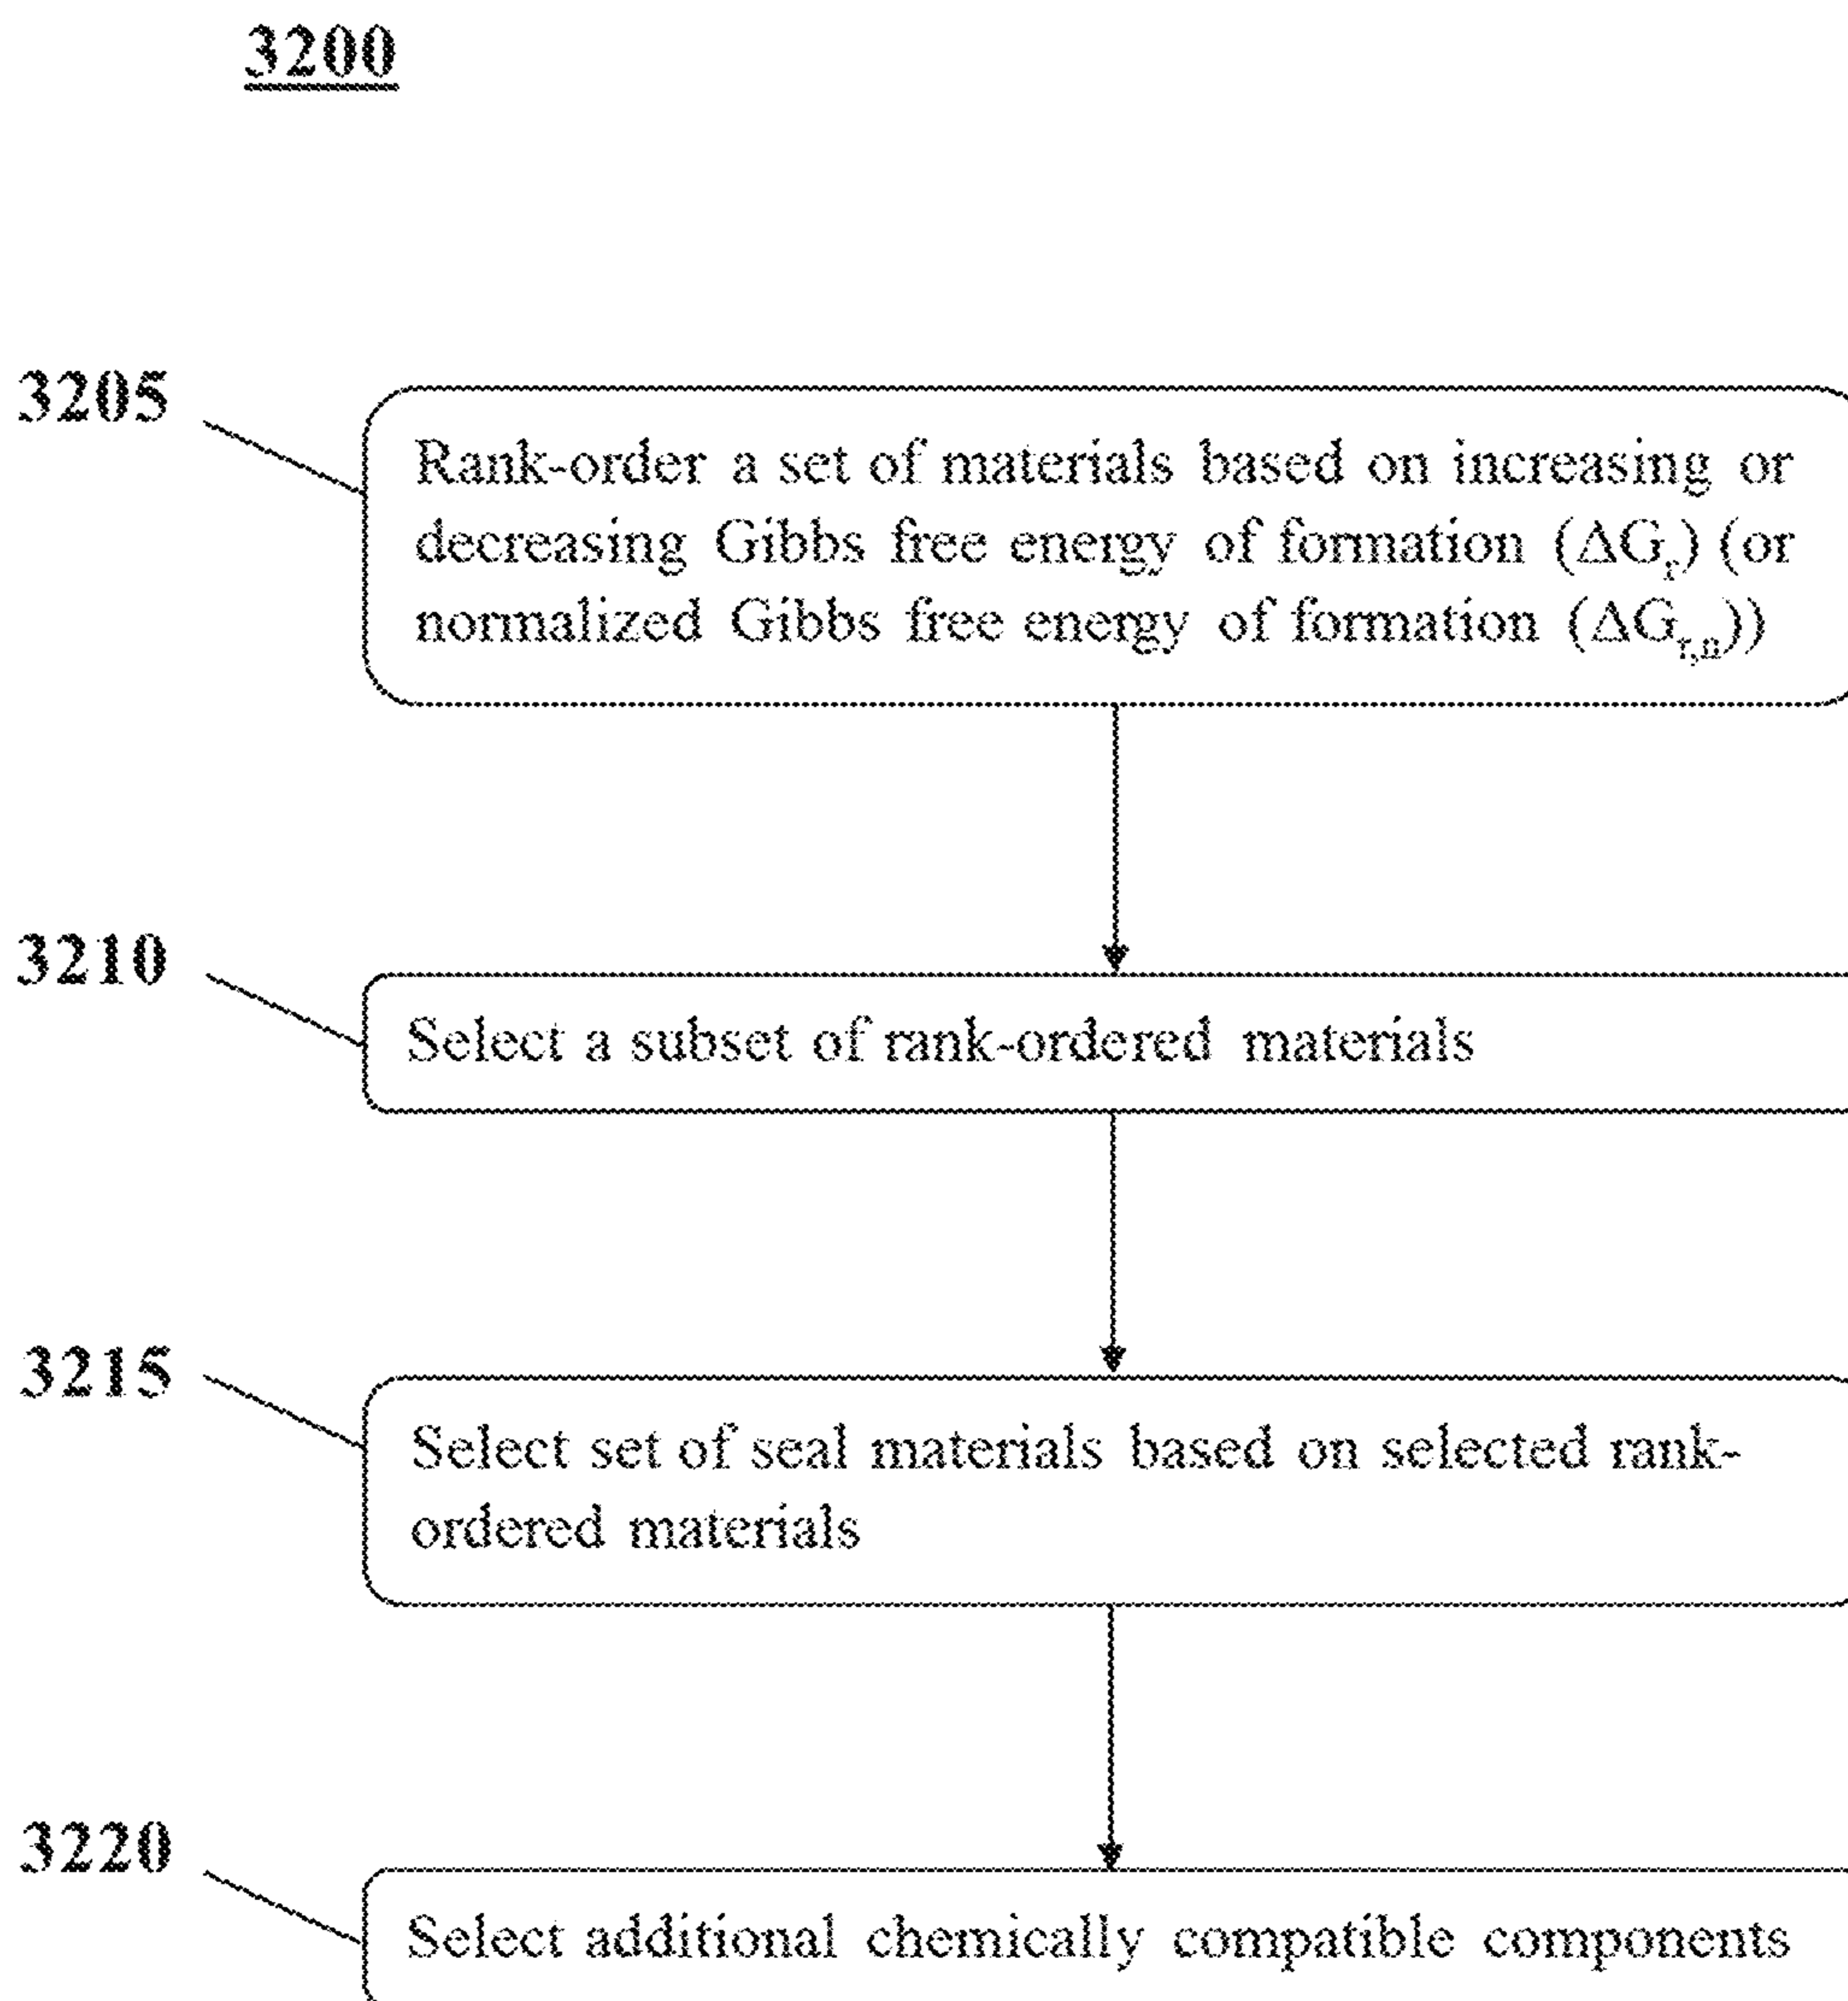 3200
3205
Rank-order a set of materials based on increasing or
decreasing Gibbs free energy of formation (ΔGr) (or
normalized Gibbs free energy of formation (ΔGr,n))
3210
Select a subset of rank-ordered materials
3215
Select set of seal materials based on selected rank-
ordered materials
3220
Select additional chemically compatible components